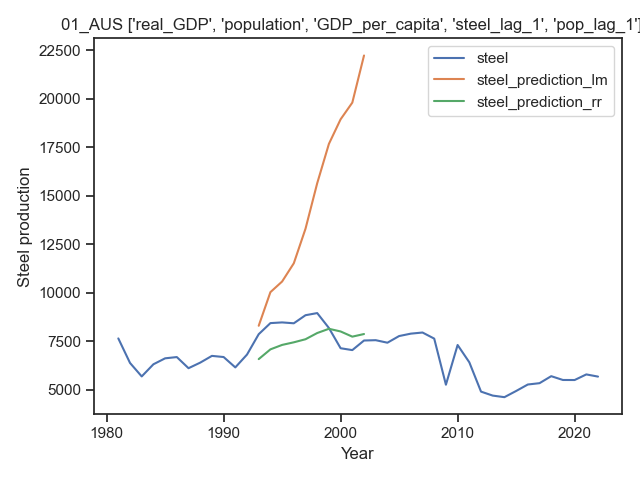 01_AUS ['real_GDP', 'population', 'GDP_per_capita', 'steel_lag_1', 'pop_lag_1']
22500
20000
17500
15000
12500
10000
7500
5000
Steel production
steel
steel_prediction_lm
steel_prediction_rr
1980
1990
2000
2010
2020
Year